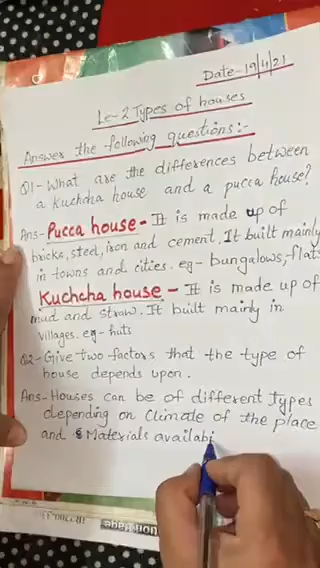 Date-19/4/21
Le-2 Types of houses
Answer the following questions:-
Q1-What are the differences between
a Kuchcha house and a pucca house?
Ans-Pucca house-It is made up of
bricks, steel, iron and cement, It built mainly
in towns and cities. eg- bungalows, flats
Kuchcha house - It is made up of
mud and straw. It built mainly in
villages. eg- huts
Q2-Give two factors that the type of
house depends upon.
Ans-Houses can be of different types
depending on Climate of the place
and Materials availabi